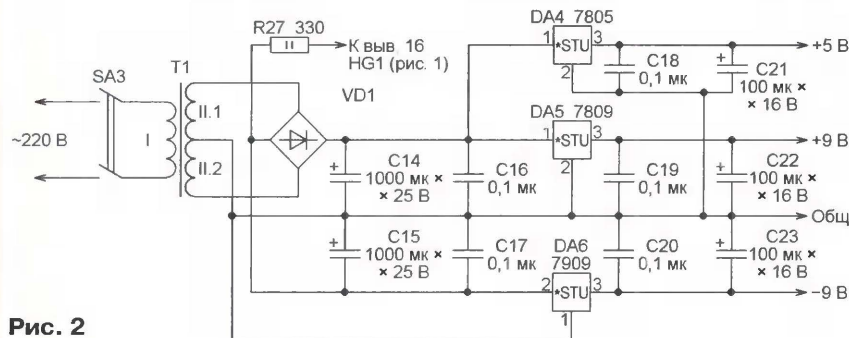 R27 330
К выв. 16
HG1 (рис. 1)
VD1
SA3
T1
~220 В
I
II.1
II.2
+
C14
1000 мк ×
× 25 В
+
C15
1000 мк ×
× 25 В
C16
0,1 мк
C17
0,1 мк
DA4 7805
1
*STU
3
2
DA5 7809
1
*STU
3
2
DA6
7909
2
*STU
3
1
C18
0,1 мк
C19
0,1 мк
C20
0,1 мк
+
C21
100 мк ×
× 16 В
+
C22
100 мк ×
× 16 В
+
C23
100 мк ×
× 16 В
+5 В
+9 В
Общ
−9 В
Рис. 2